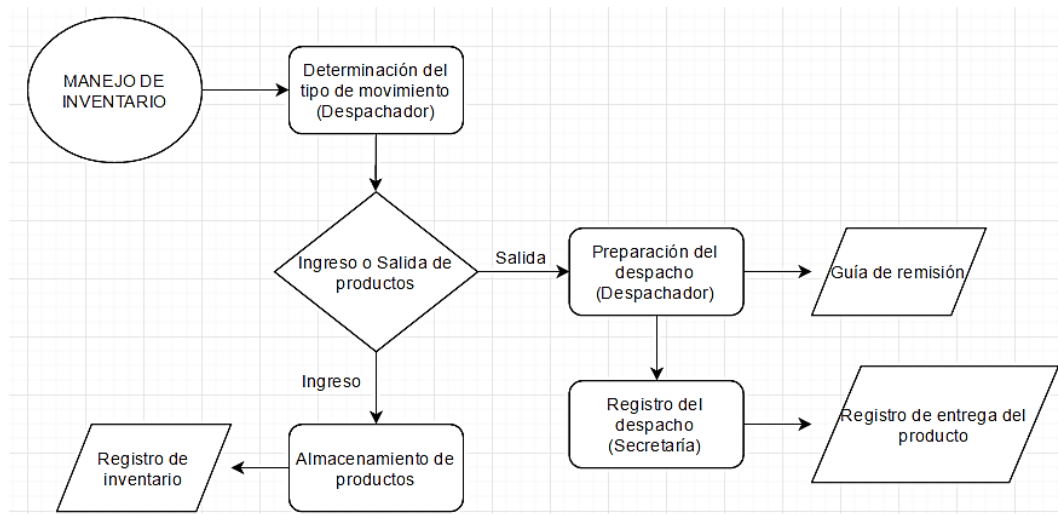 MANEJO DE
INVENTARIO
Determinación del
tipo de movimiento
(Despachador)
Ingreso o Salida de
productos
Salida
Preparación del
despacho
(Despachador)
Guía de remisión
Ingreso
Registro del
despacho
(Secretaría)
Registro de entrega del
producto
Almacenamiento de
productos
Registro de
inventario